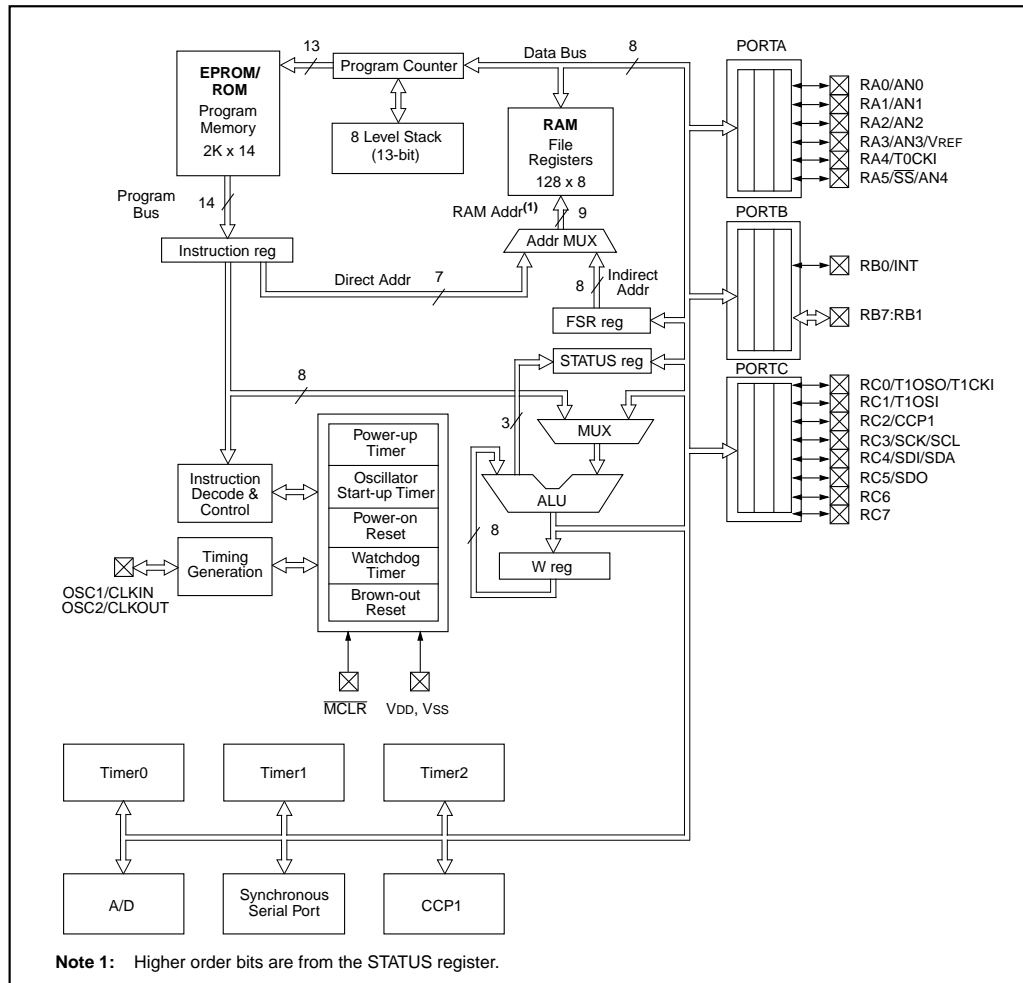 EPROM/
ROM
Program
Memory
2K x 14
13
Program Counter
8 Level Stack
(13-bit)
Data Bus
8
RAM
File
Registers
128 x 8
RAM Addr(1)
9
Addr MUX
Program
Bus
14
Instruction reg
Direct Addr
7
8
Indirect
Addr
FSR reg
STATUS reg
8
3
MUX
ALU
8
W reg
Power-up
Timer
Oscillator
Start-up Timer
Power-on
Reset
Watchdog
Timer
Brown-out
Reset
Instruction
Decode &
Control
Timing
Generation
OSC1/CLKIN
OSC2/CLKOUT
MCLR
VDD, VSS
PORTA
RA0/AN0
RA1/AN1
RA2/AN2
RA3/AN3/VREF
RA4/T0CKI
RA5/SS/AN4
PORTB
RB0/INT
RB7:RB1
PORTC
RC0/T1OSO/T1CKI
RC1/T1OSI
RC2/CCP1
RC3/SCK/SCL
RC4/SDI/SDA
RC5/SDO
RC6
RC7
Timer0
Timer1
Timer2
A/D
Synchronous
Serial Port
CCP1
Note 1: Higher order bits are from the STATUS register.